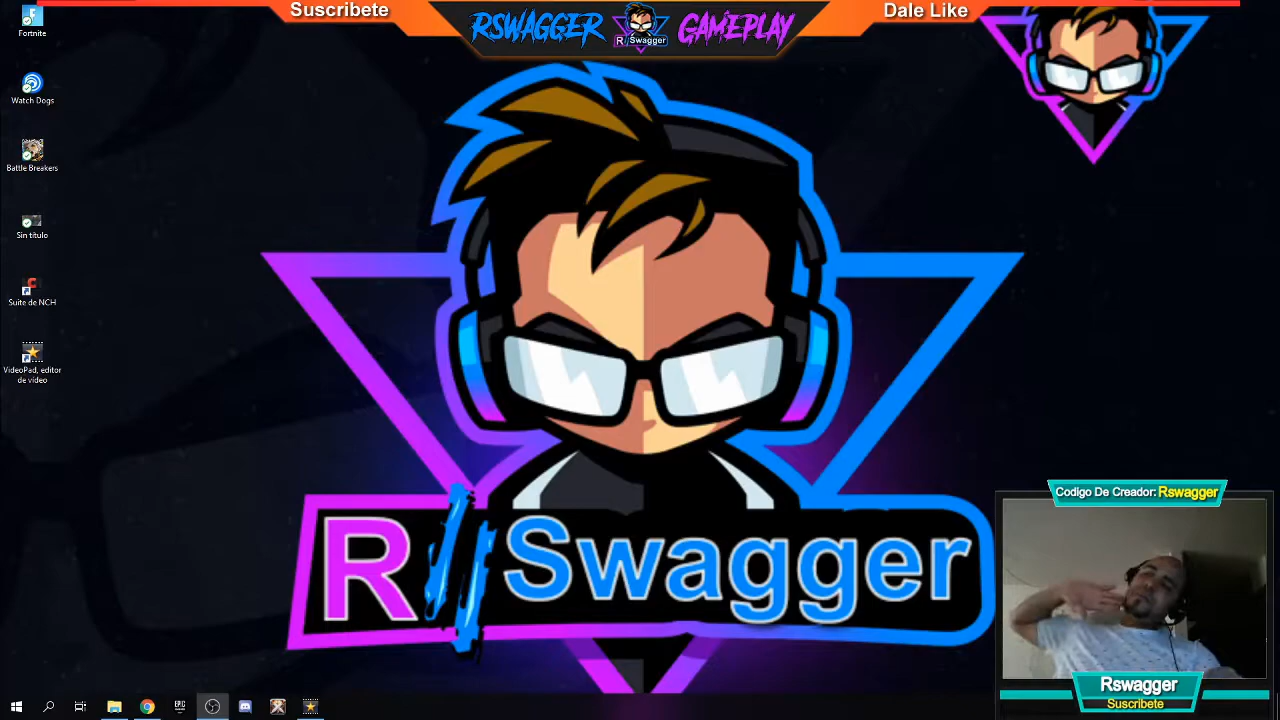 Suscribete
RSWAGGER
R//Swagger
GAMEPLAY
Dale Like
Fortnite
Watch Dogs
Battle Breakers
Sin título
Suite de NCH
VideoPad, editor
de vídeo
R//Swagger
Codigo De Creador: Rswagger
Rswagger
Suscribete
EPIC